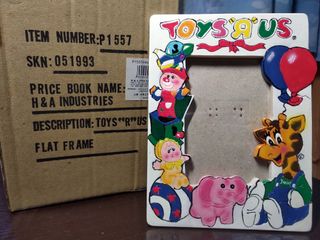 ITEM NUMBER:P1557
SKN: 051993
PRICE BOOK NAME:
H&A INDUSTRIES
DESCRIPTION: TOYS"R"US
FLAT FRAME
TOYS"R"US